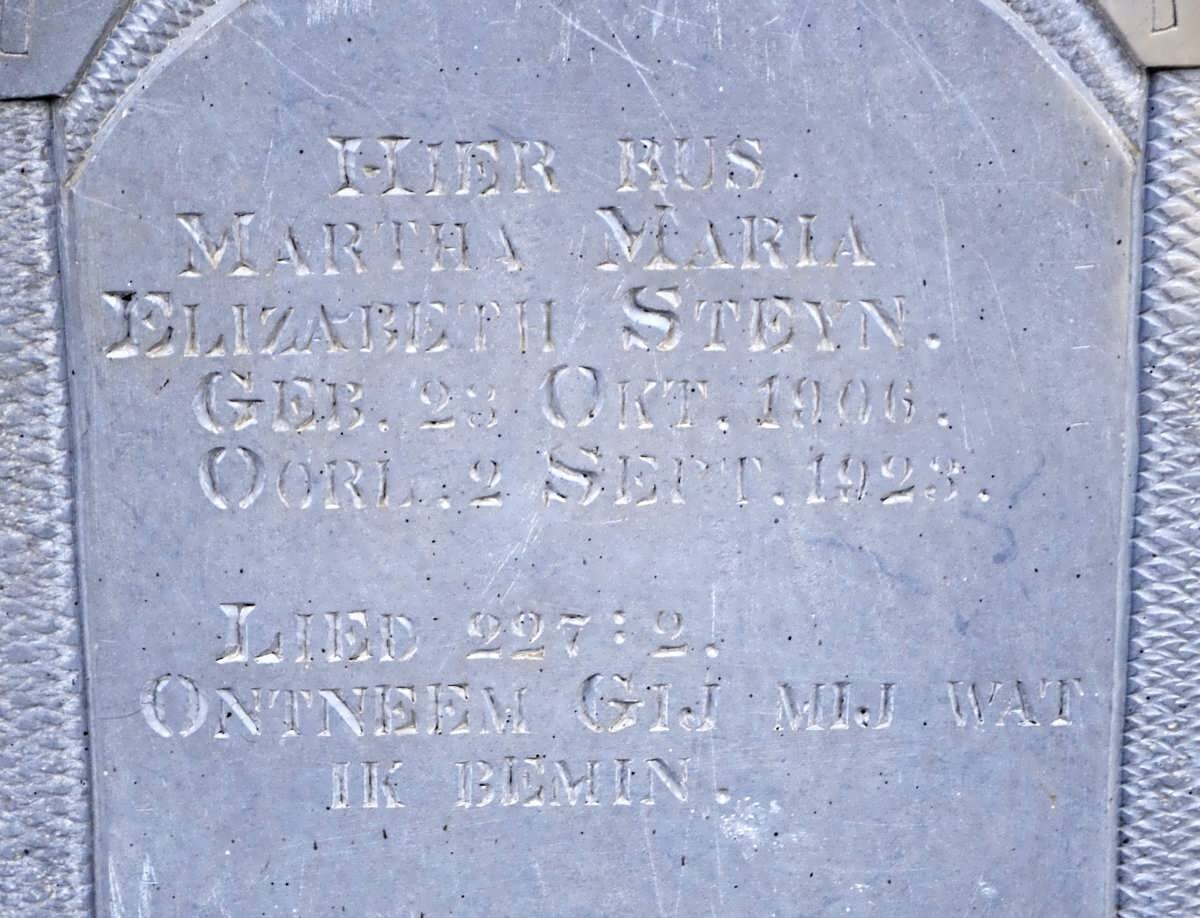 HIER RUS
MARTHA MARIA
ELIZABETH STEYN.
GEB. 23 OKT. 1906.
OORL. 2 SEPT. 1923.
LIED 227:2.
ONTNEEM GIJ MIJ WAT
IK BEMIN.